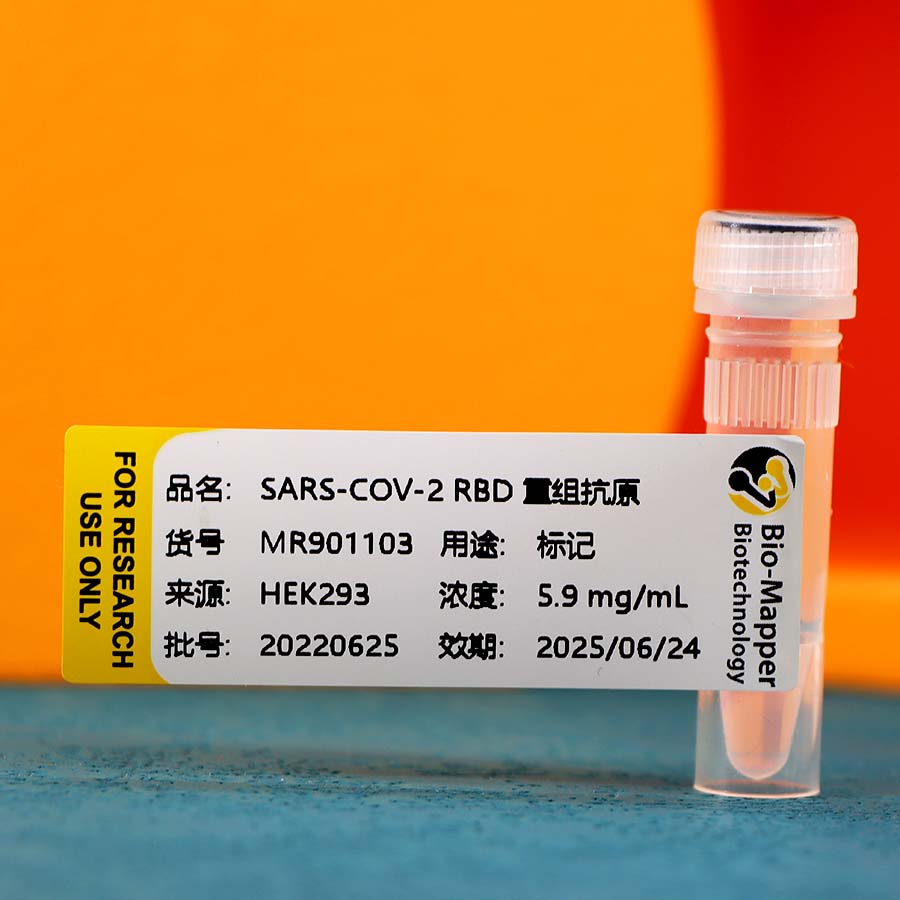 FOR RESEARCH
USE ONLY
品名: SARS-COV-2 RBD 重组抗原
货号 MR901103 用途: 标记
来源: HEK293 浓度: 5.9 mg/mL
批号: 20220625 效期: 2025/06/24
Bio-Mapper
Biotechnology